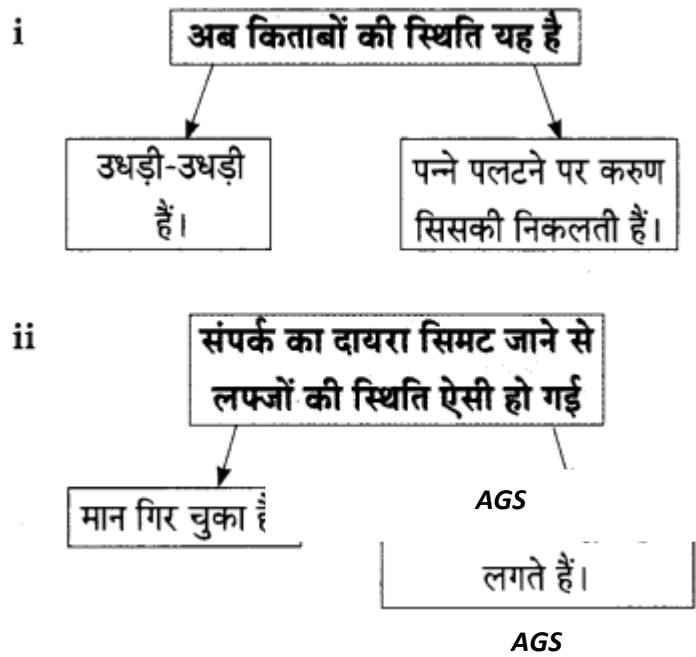 i
अब किताबों की स्थिति यह है
उधड़ी-उधड़ी
हैं।
पन्ने पलटने पर करुण
सिसकी निकलती हैं।
ii
संपर्क का दायरा सिमट जाने से
लफ्जों की स्थिति ऐसी हो गई
मान गिर चुका
AGS
लगते हैं।
AGS